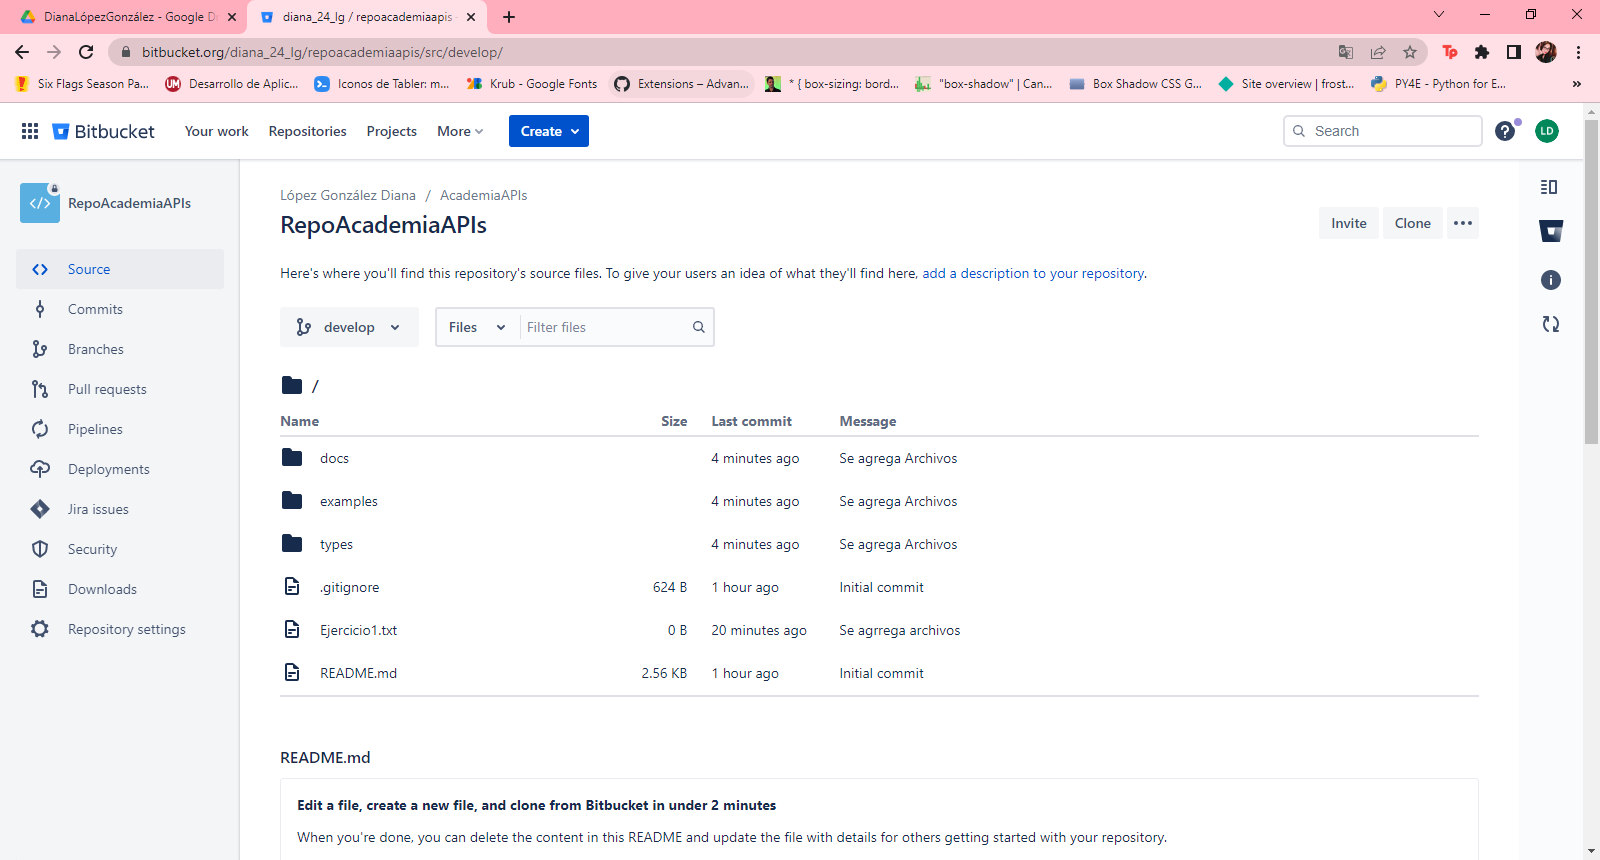 DianaLópezGonzález - Google D
diana_24_lg / repoacademiaapis
bitbucket.org/diana_24_lg/repoacademiaapis/src/develop/
Tp
Six Flags Season Pa...
UM
Desarrollo de Aplic...
Iconos de Tabler: m...
Krub - Google Fonts
Extensions – Advan...
* { box-sizing: bord...
"box-shadow" | Can...
Box Shadow CSS G...
Site overview | frost...
PY4E - Python for E...
»
Bitbucket
Your work
Repositories
Projects
More
Create
Search
?
LD
RepoAcademiaAPIs
Source
Commits
Branches
Pull requests
Pipelines
Deployments
Jira issues
Security
Downloads
Repository settings
López González Diana / AcademiaAPIs
RepoAcademiaAPIs
Invite
Clone
Here's where you'll find this repository's source files. To give your users an idea of what they'll find here, add a description to your repository.
develop
Files
Filter files
/
Name Size Last commit Message
docs 4 minutes ago Se agrega Archivos
examples 4 minutes ago Se agrega Archivos
types 4 minutes ago Se agrega Archivos
.gitignore 624 B 1 hour ago Initial commit
Ejercicio1.txt 0 B 20 minutes ago Se agrrega archivos
README.md 2.56 KB 1 hour ago Initial commit
README.md
Edit a file, create a new file, and clone from Bitbucket in under 2 minutes
When you're done, you can delete the content in this README and update the file with details for others getting started with your repository.